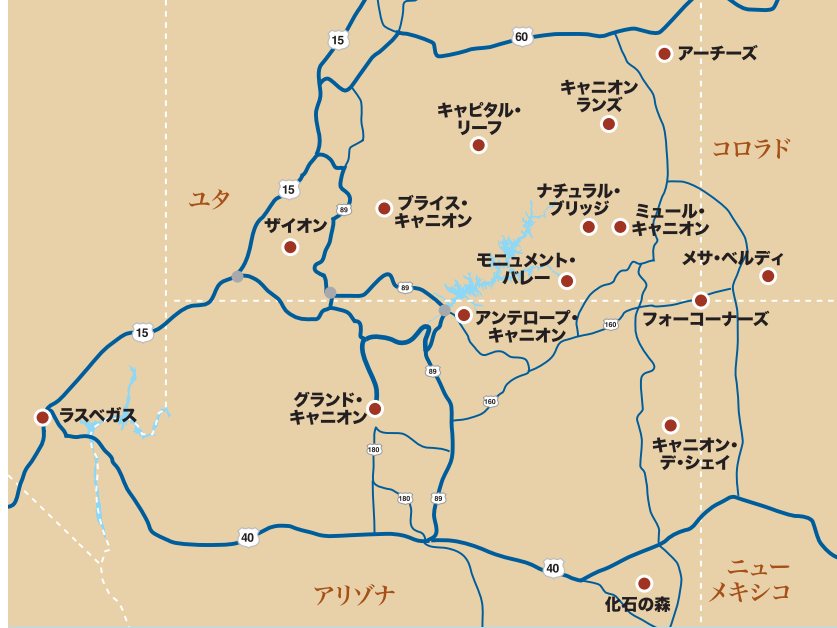 15
60
アーチーズ
キャニオン
ランズ
キャピタル・
リーフ
コロラド
ユタ
15
89
ブライス・
キャニオン
ナチュラル・
ブリッジ
ミュール・
キャニオン
ザイオン
モニュメント・
バレー
メサ・ベルディ
89
アンテロープ・
キャニオン
160
フォーコーナーズ
15
89
ラスベガス
グランド・
キャニオン
160
キャニオン・
デ・シェイ
180
180
89
40
40
アリゾナ
化石の森
ニュー
メキシコ